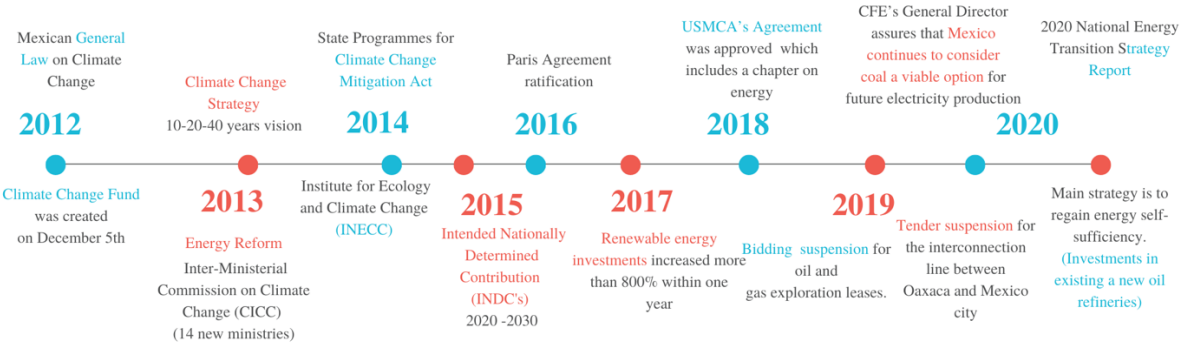 Mexican General
Law on Climate
Change
2012
Climate Change Fund
was created
on December 5th
Climate Change
Strategy
10-20-40 years vision
2013
Energy Reform
Inter-Ministerial
Commission on Climate
Change (CICC)
(14 new ministries)
State Programmes for
Climate Change
Mitigation Act
2014
Institute for Ecology
and Climate Change
(INECC)
2015
Intended Nationally
Determined
Contribution
(INDC's)
2020 -2030
Paris Agreement
ratification
2016
2017
Renewable energy
investments increased more
than 800% within one
year
USMCA's Agreement
was approved which
includes a chapter on
energy
2018
Bidding suspension for
oil and
gas exploration leases.
CFE's General Director
assures that Mexico
continues to consider
coal a viable option for
future electricity production
2019
Tender suspension for
the interconnection
line between
Oaxaca and Mexico
city
2020 National Energy
Transition Strategy
Report
2020
Main strategy is to
regain energy self-
sufficiency.
(Investments in
existing a new oil
refineries)